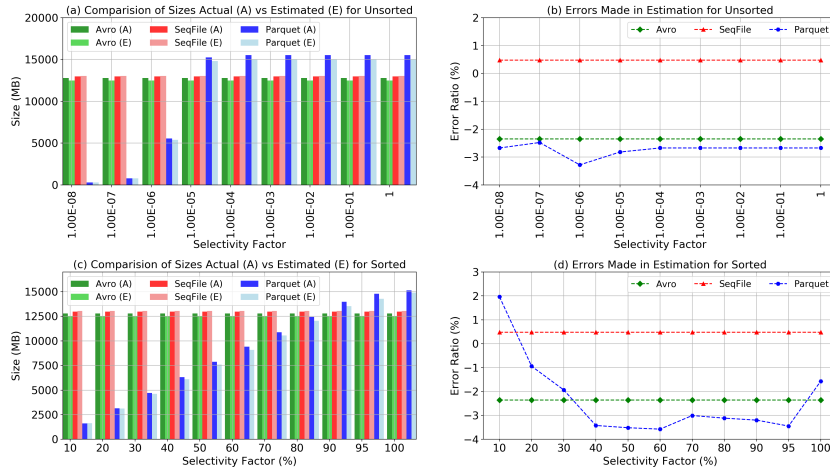 (a) Comparision of Sizes Actual (A) vs Estimated (E) for Unsorted
Avro (A) SeqFile (A) Parquet (A)
Avro (E) SeqFile (E) Parquet (E)
20000
15000
10000
5000
0
Size (MB)
1.00E-08 1.00E-07 1.00E-06 1.00E-05 1.00E-04 1.00E-03 1.00E-02 1.00E-01 1
Selectivity Factor
(b) Errors Made in Estimation for Unsorted
Avro SeqFile Parquet
2
1
0
−1
−2
−3
−4
Error Ratio (%)
1.00E-08 1.00E-07 1.00E-06 1.00E-05 1.00E-04 1.00E-03 1.00E-02 1.00E-01 1
Selectivity Factor
(c) Comparision of Sizes Actual (A) vs Estimated (E) for Sorted
Avro (A) SeqFile (A) Parquet (A)
Avro (E) SeqFile (E) Parquet (E)
15000
12500
10000
7500
5000
2500
0
Size (MB)
10 20 30 40 50 60 70 80 90 95 100
Selectivity Factor (%)
(d) Errors Made in Estimation for Sorted
Avro SeqFile Parquet
3
2
1
0
−1
−2
−3
−4
Error Ratio (%)
10 20 30 40 50 60 70 80 90 95 100
Selectivity Factor (%)